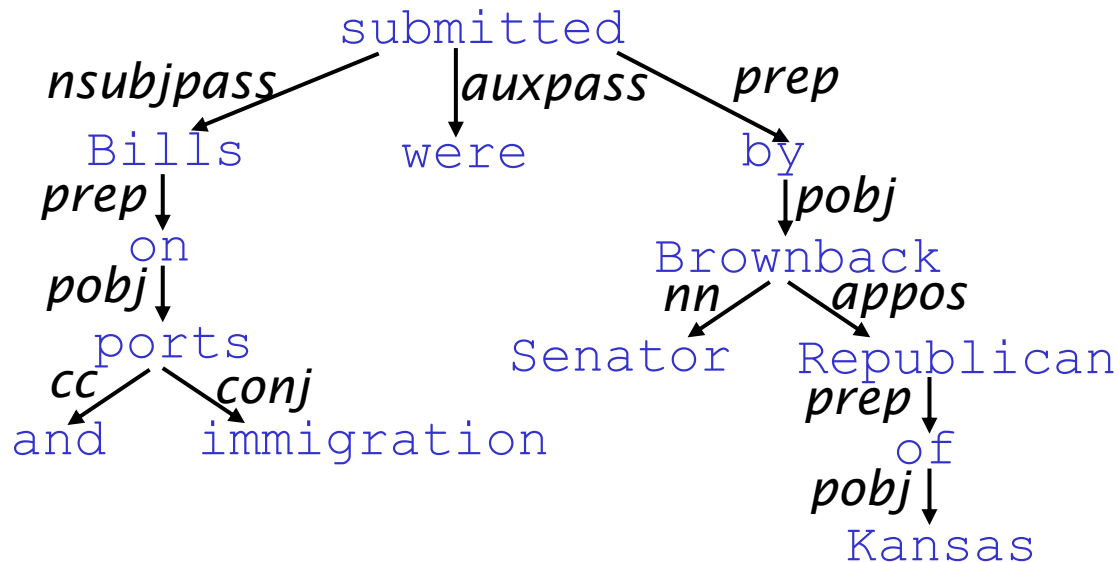 submitted
nsubjpass auxpass prep
Bills were by
prep pobj
on Brownback
pobj nn appos
ports Senator Republican
cc conj prep
and immigration of
pobj
Kansas